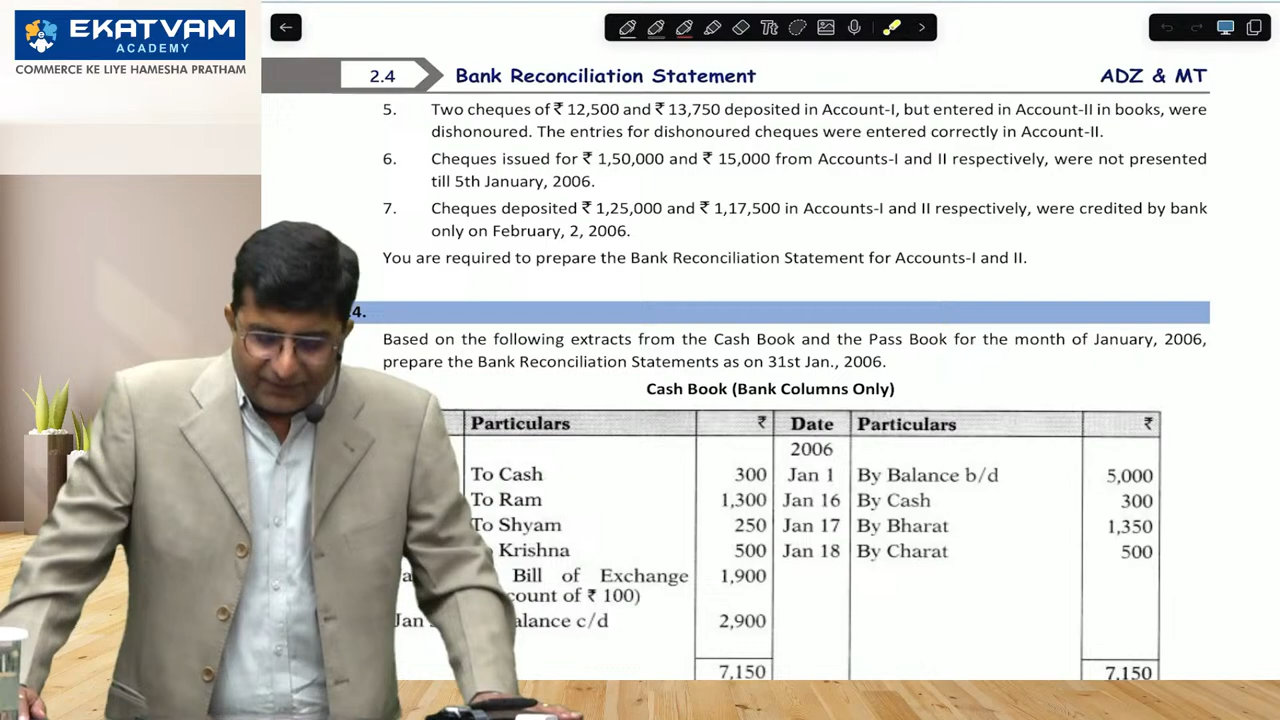 EKATVAM
ACADEMY
COMMERCE KE LIYE HAMESHA PRATHAM
2.4 Bank Reconciliation Statement ADZ & MT
5. Two cheques of ₹ 12,500 and ₹ 13,750 deposited in Account-I, but entered in Account-II in books, were
dishonoured. The entries for dishonoured cheques were entered correctly in Account-II.
6. Cheques issued for ₹ 1,50,000 and ₹ 15,000 from Accounts-I and II respectively, were not presented
till 5th January, 2006.
7. Cheques deposited ₹ 1,25,000 and ₹ 1,17,500 in Accounts-I and II respectively, were credited by bank
only on February, 2, 2006.
You are required to prepare the Bank Reconciliation Statement for Accounts-I and II.
4.
Based on the following extracts from the Cash Book and the Pass Book for the month of January, 2006,
prepare the Bank Reconciliation Statements as on 31st Jan., 2006.
Cash Book (Bank Columns Only)
Particulars ₹ Date Particulars ₹
2006
To Cash 300 Jan 1 By Balance b/d 5,000
To Ram 1,300 Jan 16 By Cash 300
To Shyam 250 Jan 17 By Bharat 1,350
Krishna 500 Jan 18 By Charat 500
Bill of Exchange 1,900
count of ₹ 100)
Jan alance c/d 2,900
7,150 7,150